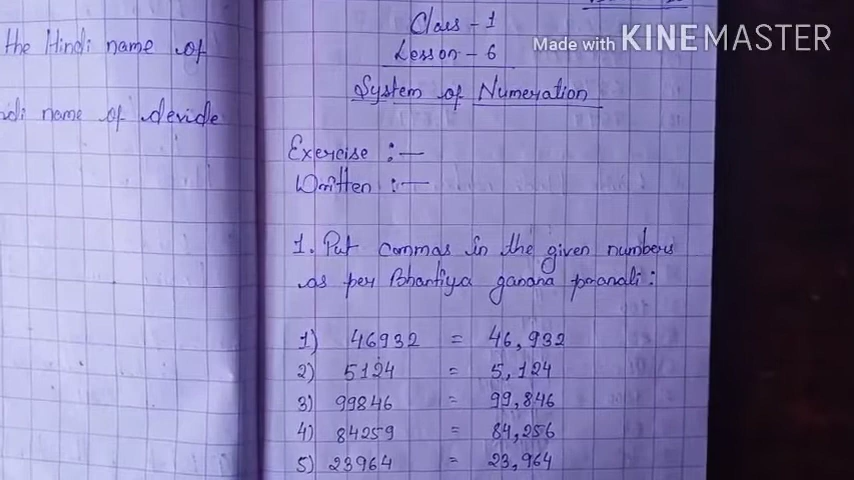 the Hindi name of
name of devide
Class - 1
Made with KINEMASTER
Lesson - 6
System of Numeration
Exercise :—
Written :—
1. Put commas in the given numbers
as per Bhartiya ganana pranali :
1) 46932 = 46,932
2) 5124 = 5,124
3) 99846 = 99,846
4) 84259 = 84,256
5) 23964 = 23,964